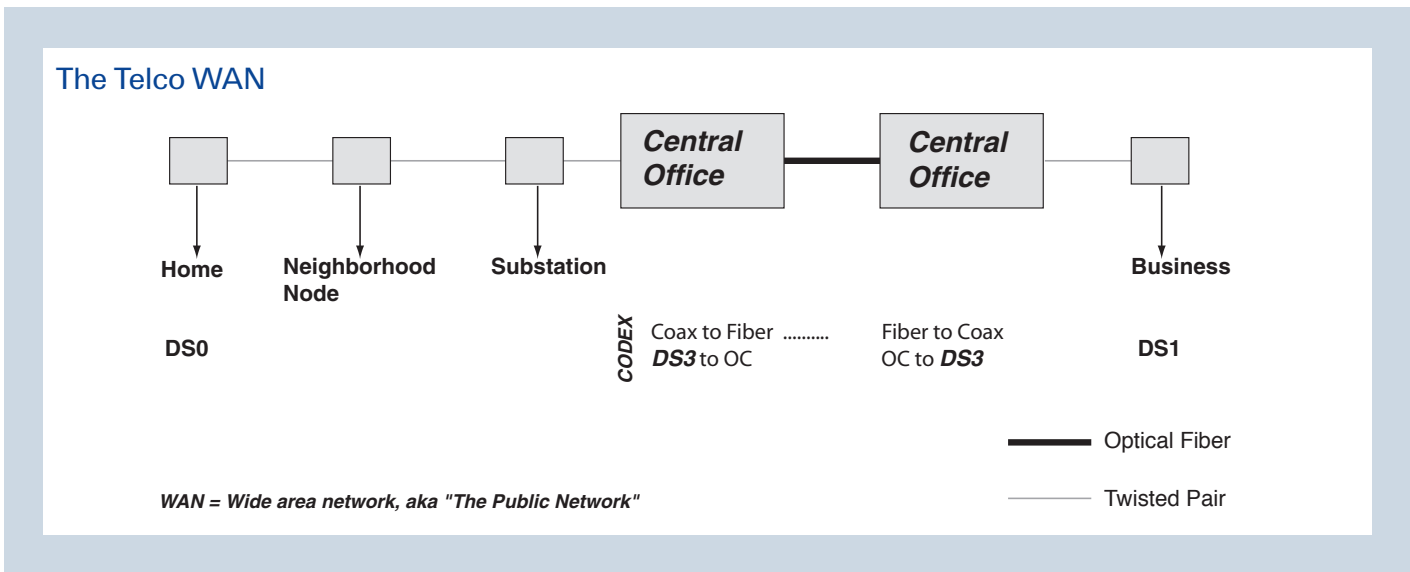 The Telco WAN
Central
Office
Central
Office
Home
Neighborhood
Node
Substation
Business
DS0
CODEX
Coax to Fiber ..........
DS3 to OC
Fiber to Coax
OC to DS3
DS1
Optical Fiber
Twisted Pair
WAN = Wide area network, aka "The Public Network"